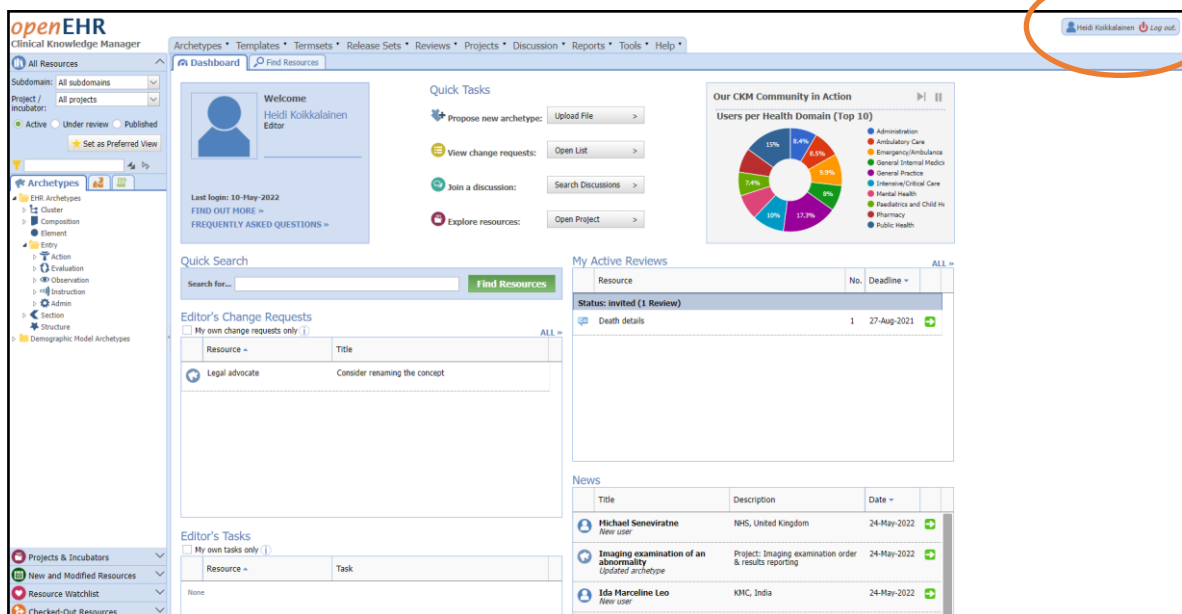 openEHR
Clinical Knowledge Manager
Heidi Koikkalainen Log out.
Archetypes Templates Termsets Release Sets Reviews Projects Discussion Reports Tools Help
All Resources
Dashboard Find Resources
Subdomain: All subdomains
Project / incubator: All projects
Active Under review Published
Set as Preferred View
Archetypes
EHR Archetypes
Cluster
Composition
Element
Entry
Action
Evaluation
Observation
Instruction
Admin
Section
Structure
Demographic Model Archetypes
Projects & Incubators
New and Modified Resources
Resource Watchlist
Checked-Out Resources
Welcome
Heidi Koikkalainen
Editor
Last login: 10-May-2022
FIND OUT MORE »
FREQUENTLY ASKED QUESTIONS »
Quick Tasks
Propose new archetype: Upload File >
View change requests: Open List >
Join a discussion: Search Discussions >
Explore resources: Open Project >
Our CKM Community in Action
Users per Health Domain (Top 10)
15%
8.4%
8.5%
9.9%
8%
17.3%
10%
7.4%
Administration
Ambulatory Care
Emergency/Ambulance
General Internal Medici
General Practice
Intensive/Critical Care
Mental Health
Paediatrics and Child He
Pharmacy
Public Health
Quick Search
Search for... Find Resources
Editor's Change Requests
My own change requests only i ALL »
Resource Title
Legal advocate Consider renaming the concept
Editor's Tasks
My own tasks only i
Resource Task
None
My Active Reviews ALL »
Resource No. Deadline
Status: invited (1 Review)
Death details 1 27-Aug-2021
News
Title Description Date
Michael Seneviratne NHS, United Kingdom 24-May-2022
New user
Imaging examination of an abnormality Project: Imaging examination order & results reporting 24-May-2022
Updated archetype
Ida Marceline Leo KMC, India 24-May-2022
New user